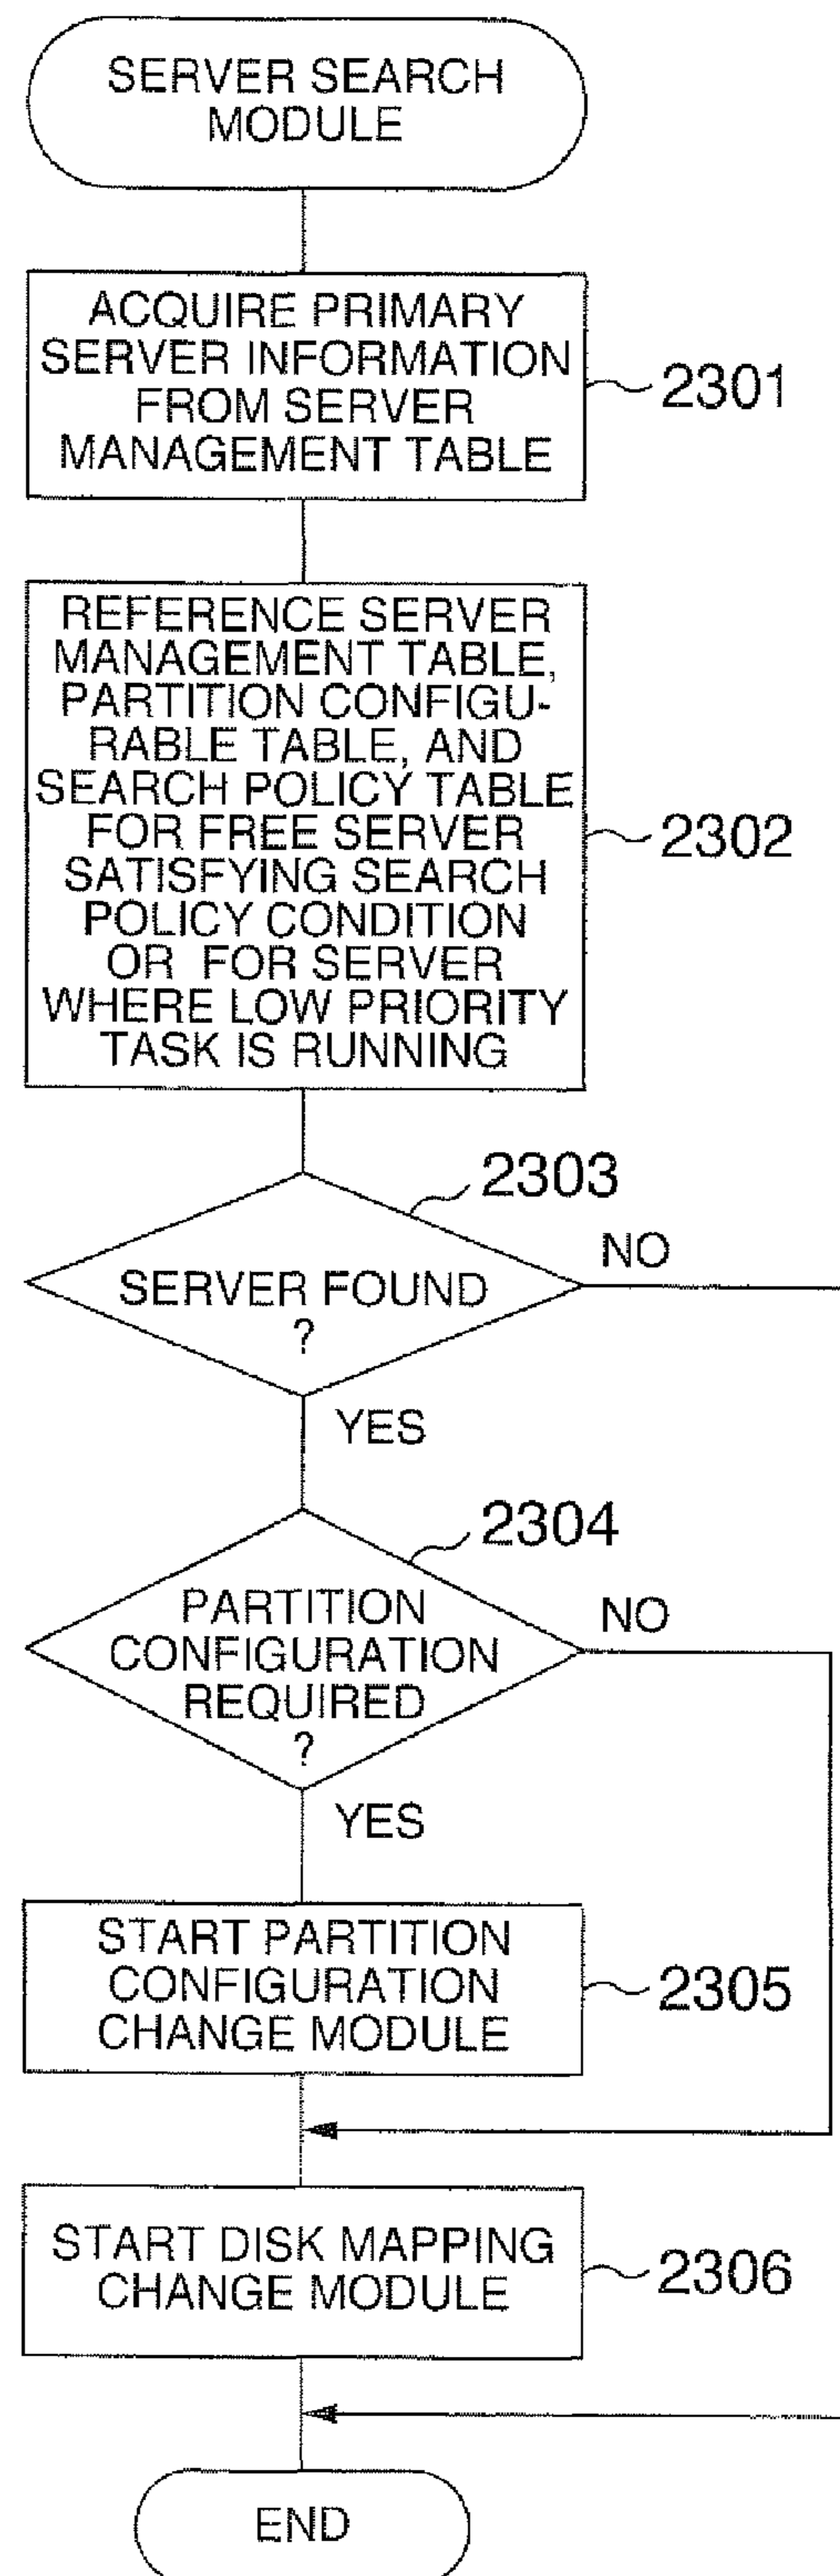 SERVER SEARCH
MODULE
ACQUIRE PRIMARY
SERVER INFORMATION
FROM SERVER
MANAGEMENT TABLE
2301
REFERENCE SERVER
MANAGEMENT TABLE,
PARTITION CONFIGU-
RABLE TABLE, AND
SEARCH POLICY TABLE
FOR FREE SERVER
SATISFYING SEARCH
POLICY CONDITION
OR FOR SERVER
WHERE LOW PRIORITY
TASK IS RUNNING
2302
2303
SERVER FOUND
?
NO
YES
2304
PARTITION
CONFIGURATION
REQUIRED
?
NO
YES
START PARTITION
CONFIGURATION
CHANGE MODULE
2305
START DISK MAPPING
CHANGE MODULE
2306
END